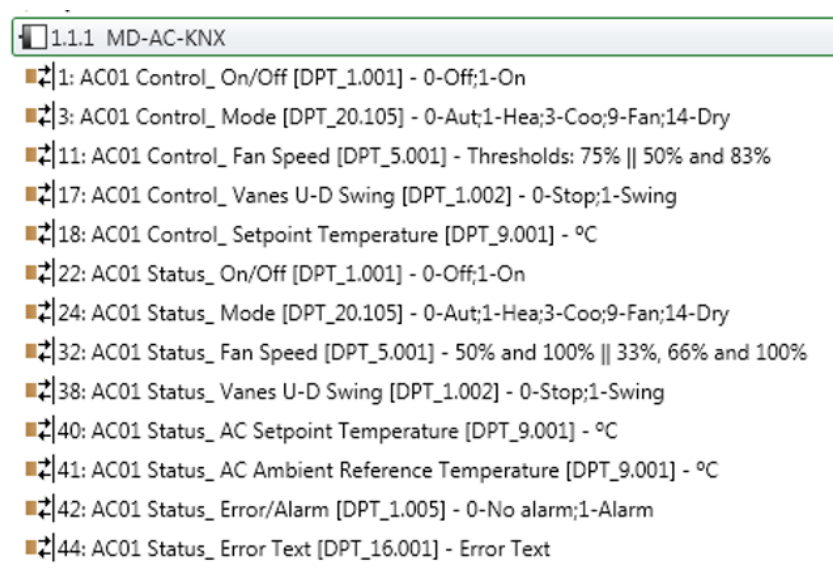 1.1.1 MD-AC-KNX
1: AC01 Control_ On/Off [DPT_1.001] - 0-Off;1-On
3: AC01 Control_ Mode [DPT_20.105] - 0-Aut;1-Hea;3-Coo;9-Fan;14-Dry
11: AC01 Control_ Fan Speed [DPT_5.001] - Thresholds: 75% || 50% and 83%
17: AC01 Control_ Vanes U-D Swing [DPT_1.002] - 0-Stop;1-Swing
18: AC01 Control_ Setpoint Temperature [DPT_9.001] - ºC
22: AC01 Status_ On/Off [DPT_1.001] - 0-Off;1-On
24: AC01 Status_ Mode [DPT_20.105] - 0-Aut;1-Hea;3-Coo;9-Fan;14-Dry
32: AC01 Status_ Fan Speed [DPT_5.001] - 50% and 100% || 33%, 66% and 100%
38: AC01 Status_ Vanes U-D Swing [DPT_1.002] - 0-Stop;1-Swing
40: AC01 Status_ AC Setpoint Temperature [DPT_9.001] - ºC
41: AC01 Status_ AC Ambient Reference Temperature [DPT_9.001] - ºC
42: AC01 Status_ Error/Alarm [DPT_1.005] - 0-No alarm;1-Alarm
44: AC01 Status_ Error Text [DPT_16.001] - Error Text